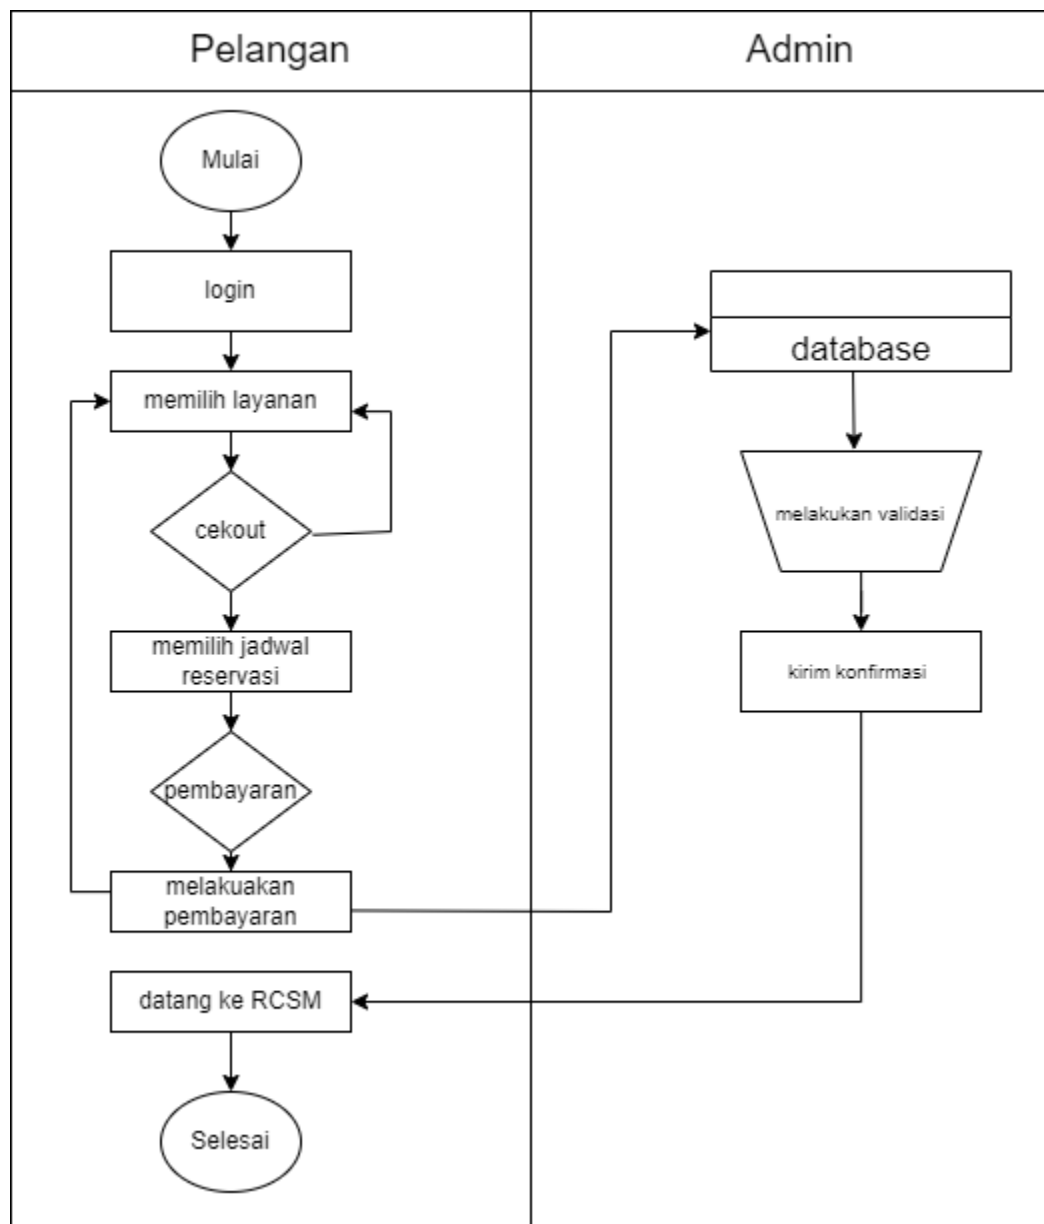 Pelangan
Admin
Mulai
login
memilih layanan
cekout
memilih jadwal
reservasi
pembayaran
melakuakan
pembayaran
datang ke RCSM
Selesai
database
melakukan validasi
kirim konfirmasi